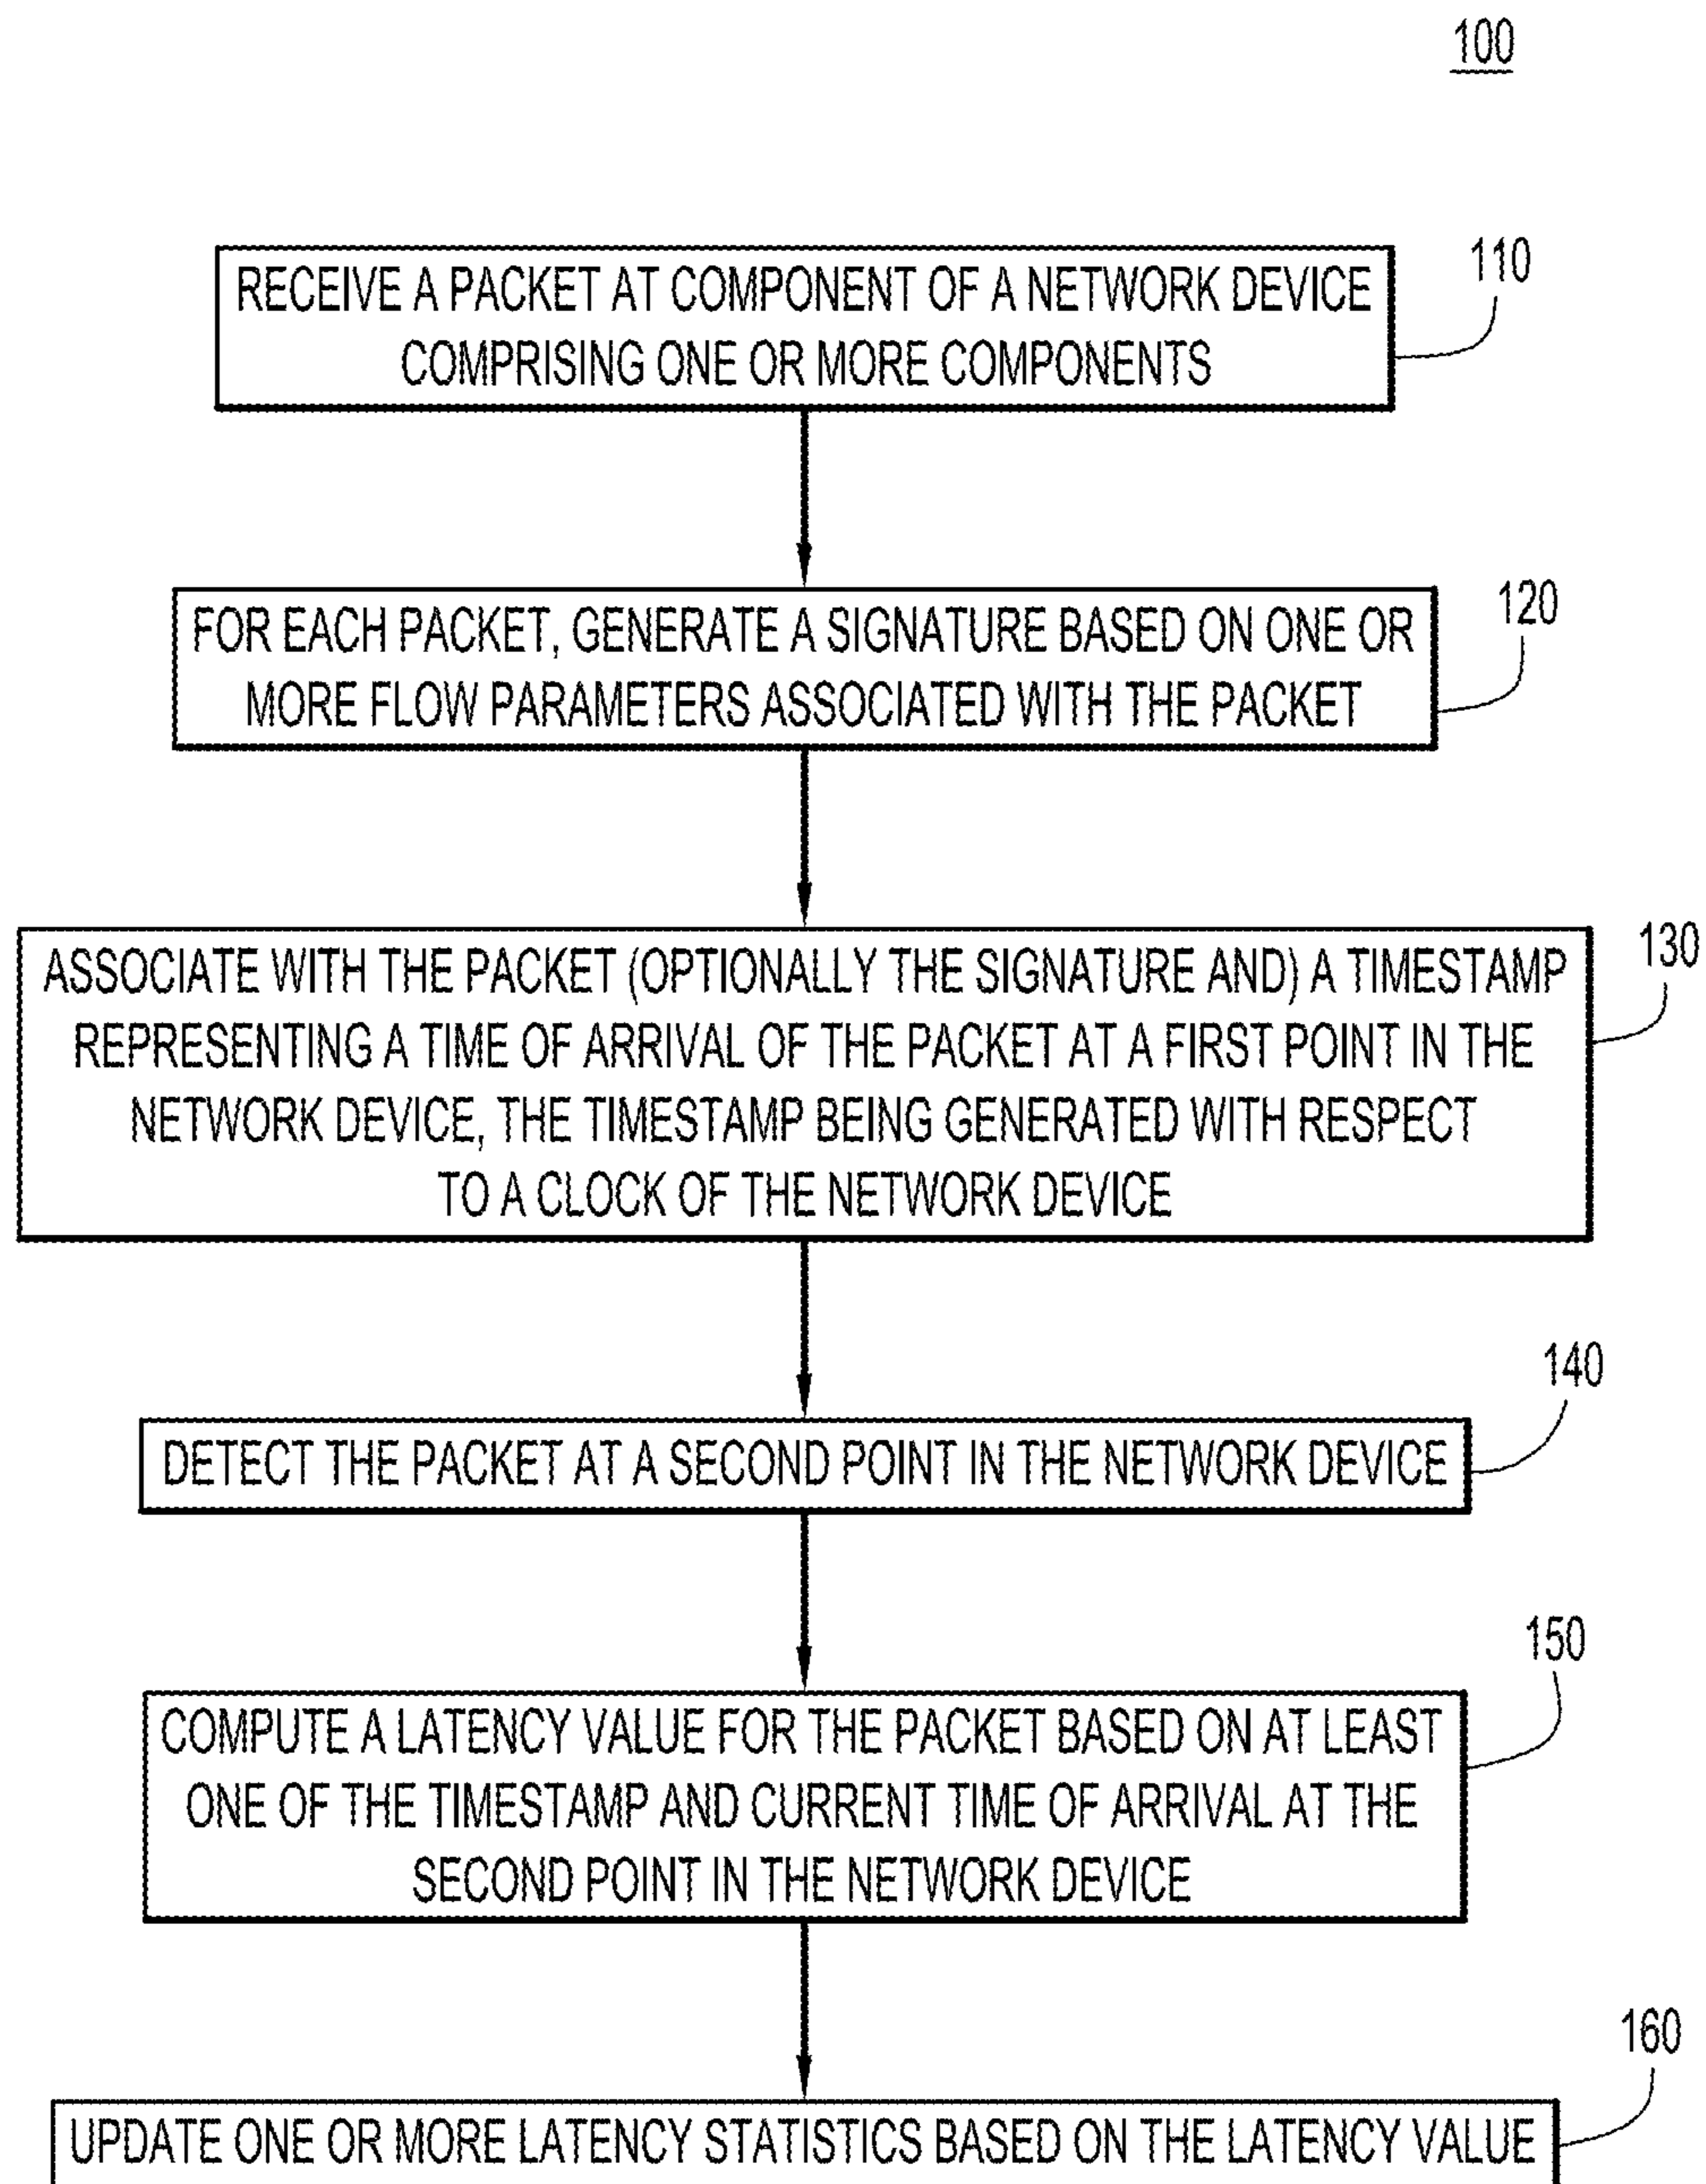 100
110
RECEIVE A PACKET AT COMPONENT OF A NETWORK DEVICE
COMPRISING ONE OR MORE COMPONENTS
120
FOR EACH PACKET, GENERATE A SIGNATURE BASED ON ONE OR
MORE FLOW PARAMETERS ASSOCIATED WITH THE PACKET
130
ASSOCIATE WITH THE PACKET (OPTIONALLY THE SIGNATURE AND) A TIMESTAMP
REPRESENTING A TIME OF ARRIVAL OF THE PACKET AT A FIRST POINT IN THE
NETWORK DEVICE, THE TIMESTAMP BEING GENERATED WITH RESPECT
TO A CLOCK OF THE NETWORK DEVICE
140
DETECT THE PACKET AT A SECOND POINT IN THE NETWORK DEVICE
150
COMPUTE A LATENCY VALUE FOR THE PACKET BASED ON AT LEAST
ONE OF THE TIMESTAMP AND CURRENT TIME OF ARRIVAL AT THE
SECOND POINT IN THE NETWORK DEVICE
160
UPDATE ONE OR MORE LATENCY STATISTICS BASED ON THE LATENCY VALUE